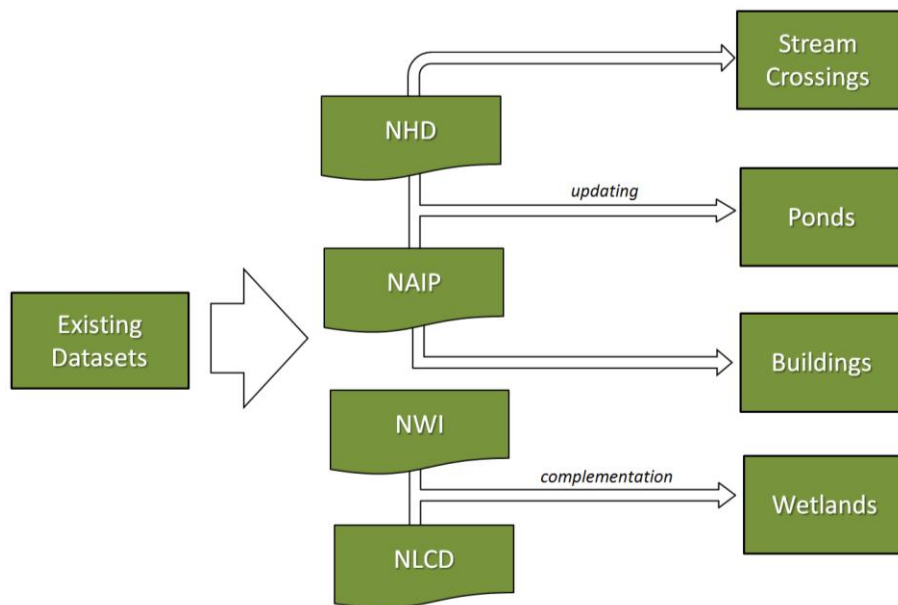 Stream
Crossings
NHD
updating
Ponds
NAIP
Existing
Datasets
Buildings
NWI
complementation
Wetlands
NLCD